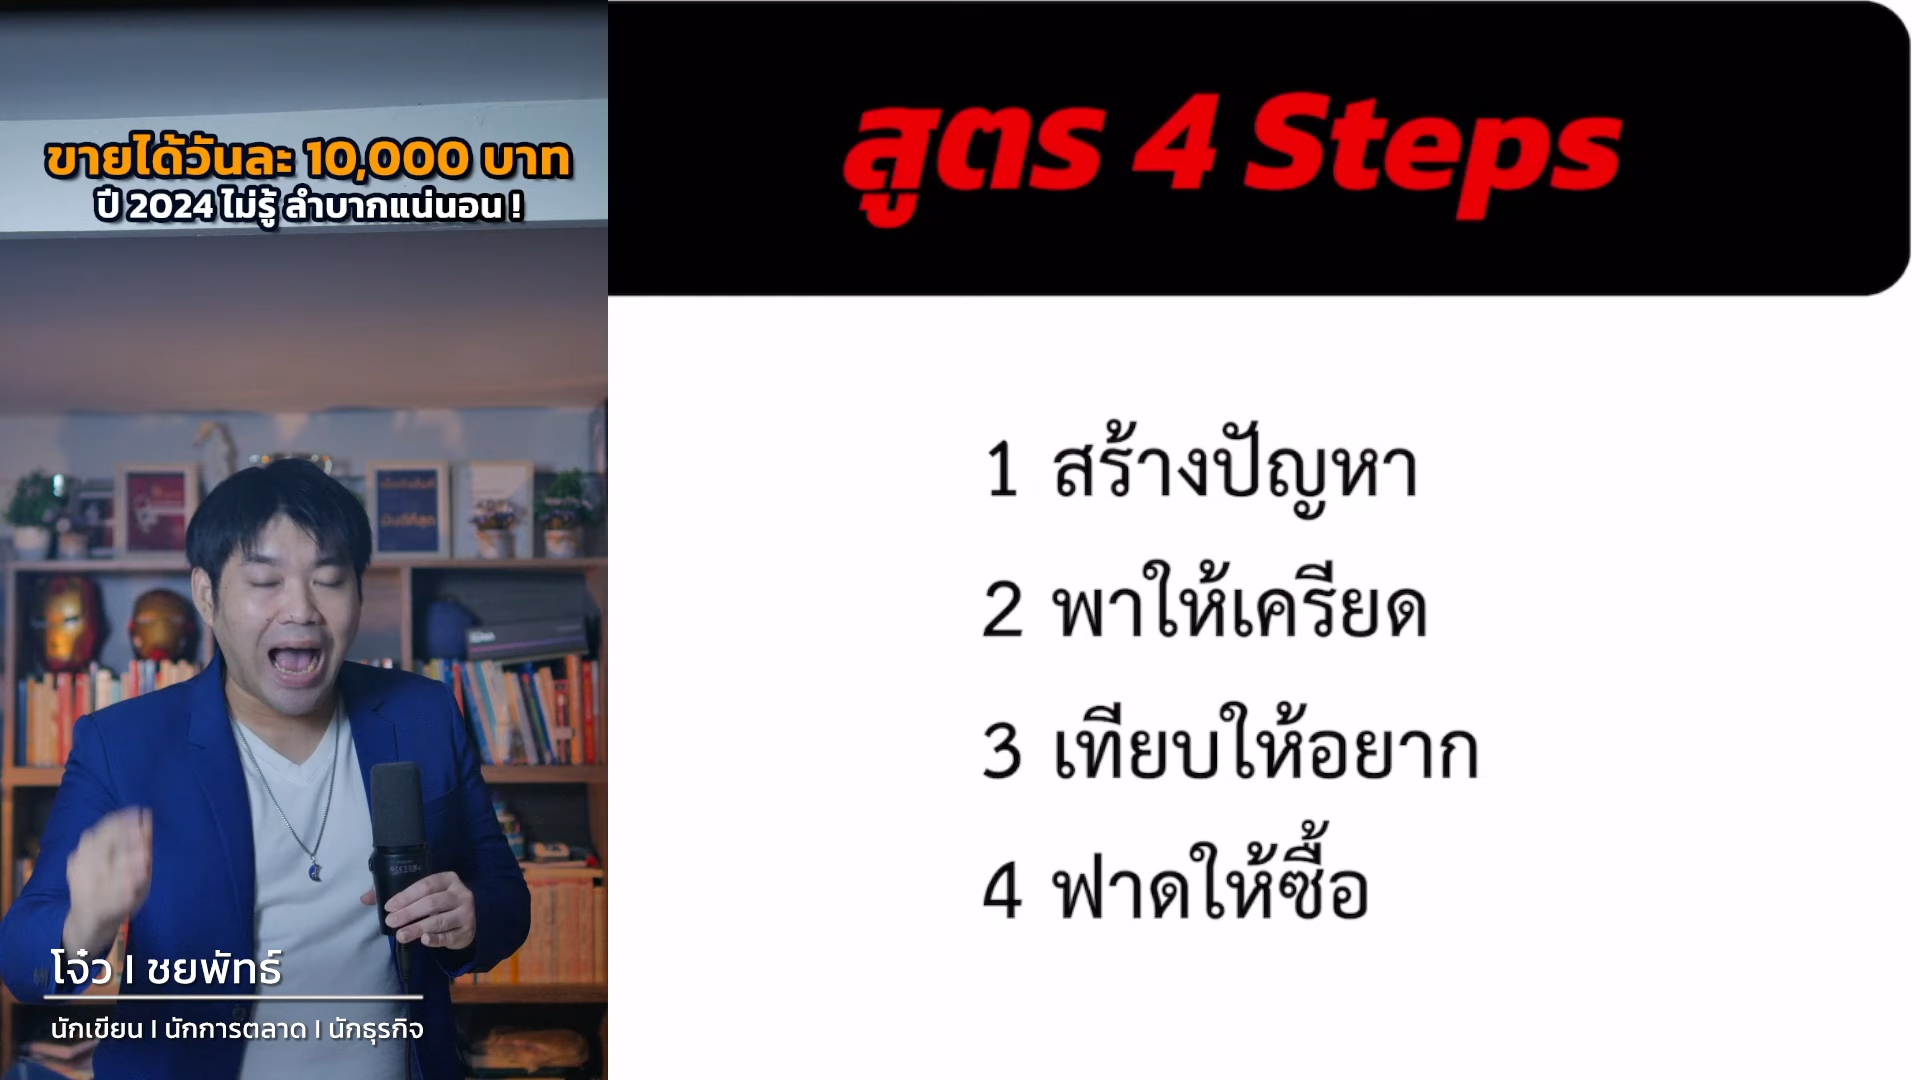 ขายได้วันละ 10,000 บาท
ปี 2024 ไม่รู้ ลำบากแน่นอน !
โจ๋ว I ชยพัทธ์
นักเขียน I นักการตลาด I นักธุรกิจ
สูตร 4 Steps
1 สร้างปัญหา
2 พาให้เครียด
3 เทียบให้อยาก
4 ฟาดให้ซื้อ